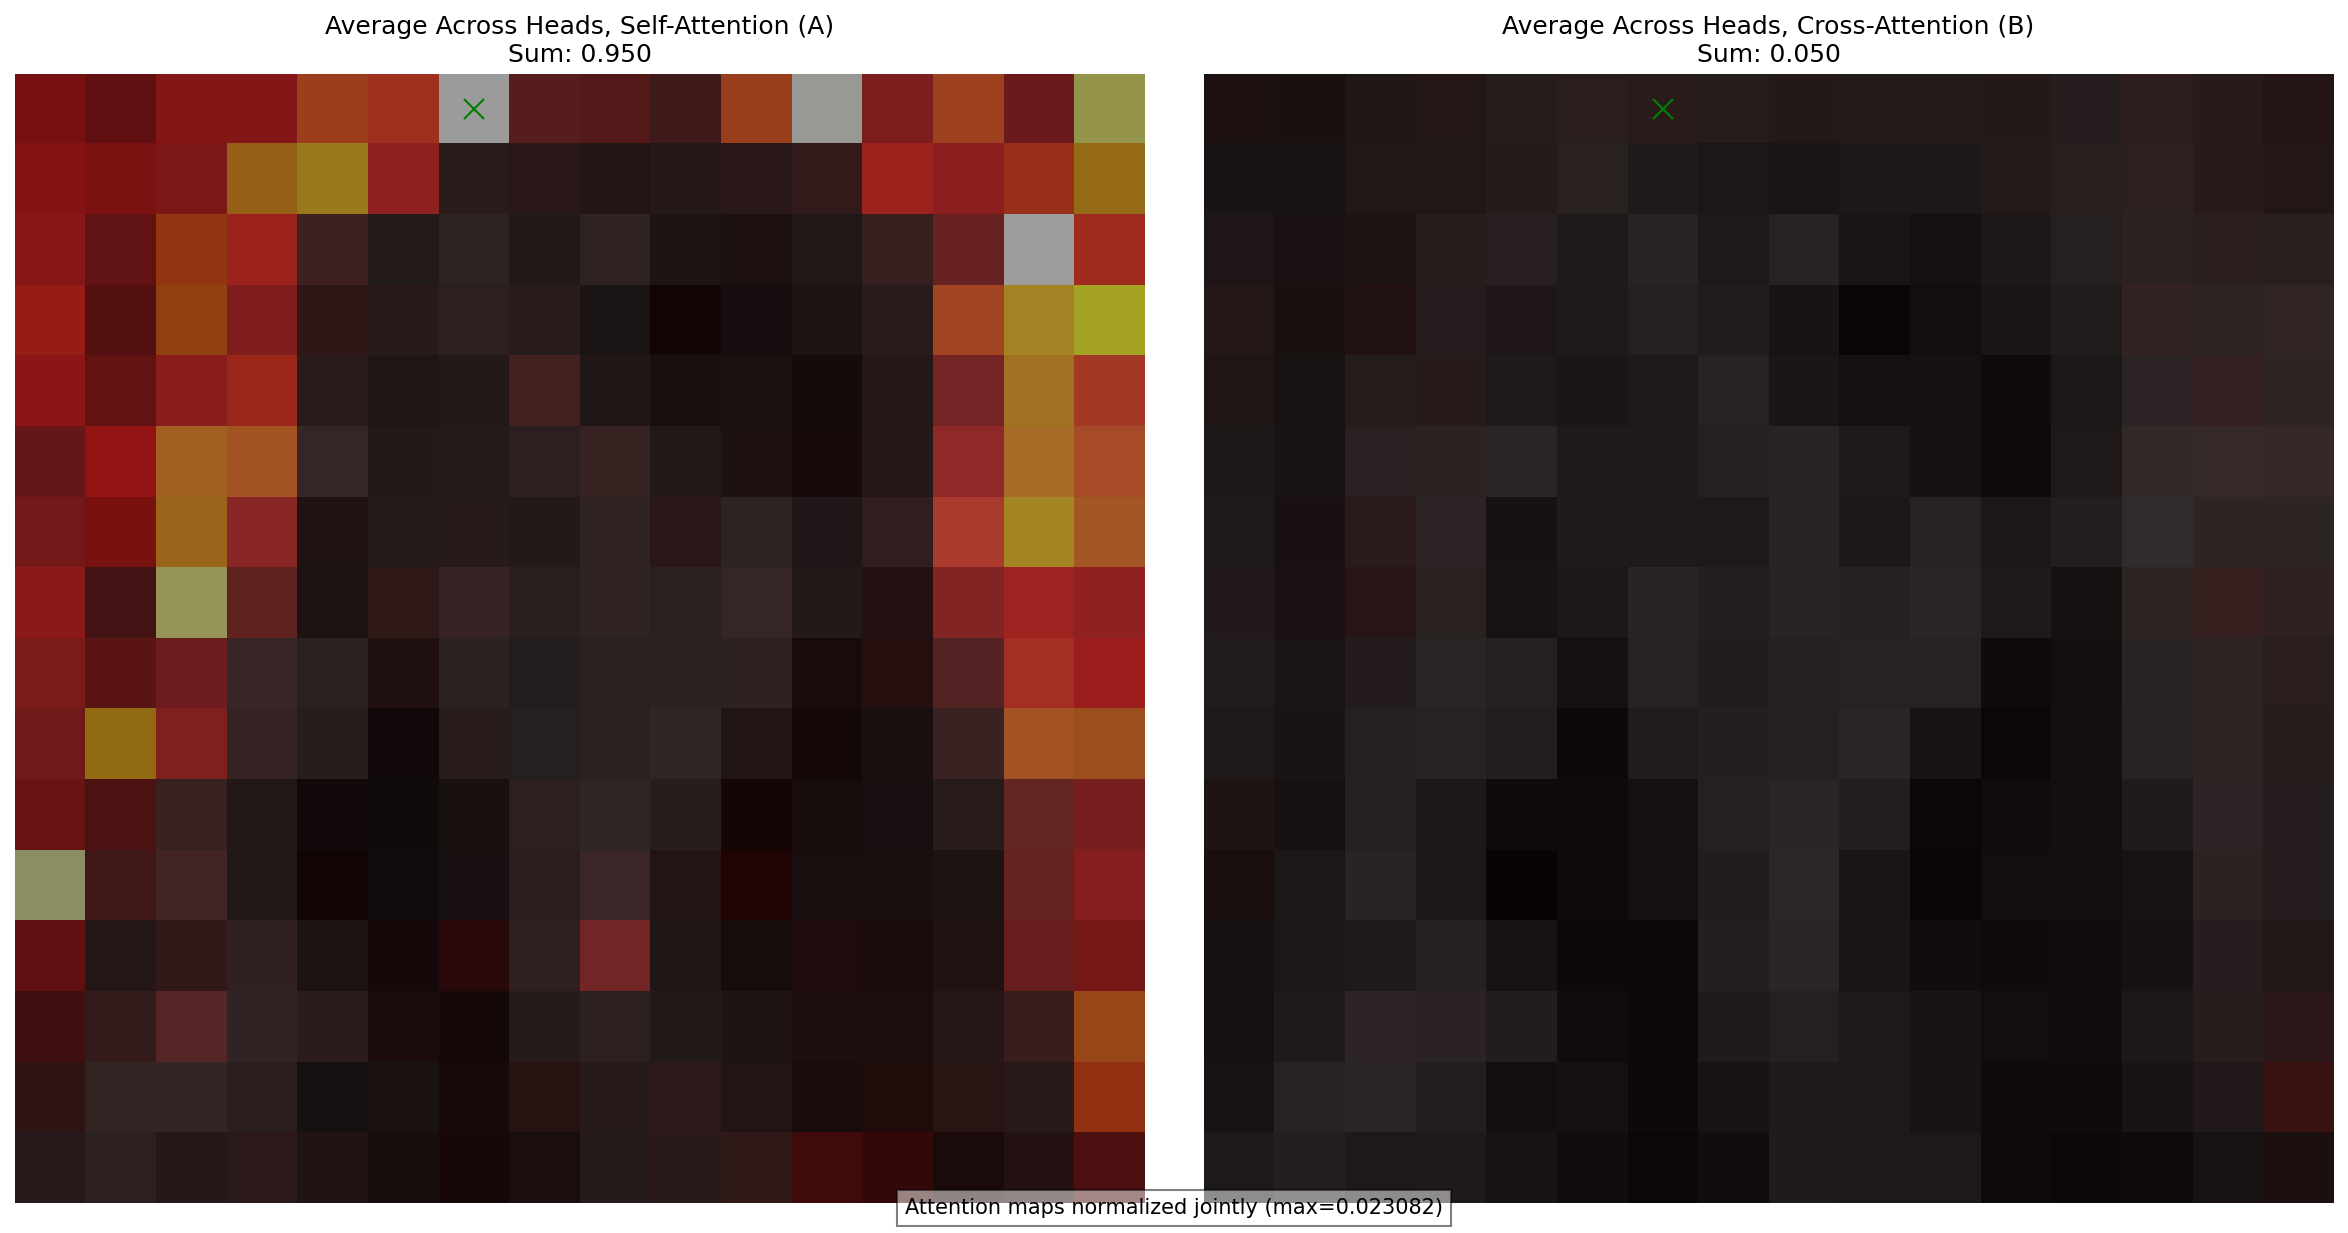 Average Across Heads, Self-Attention (A)
Sum: 0.950
Average Across Heads, Cross-Attention (B)
Sum: 0.050
Attention maps normalized jointly (max=0.023082)